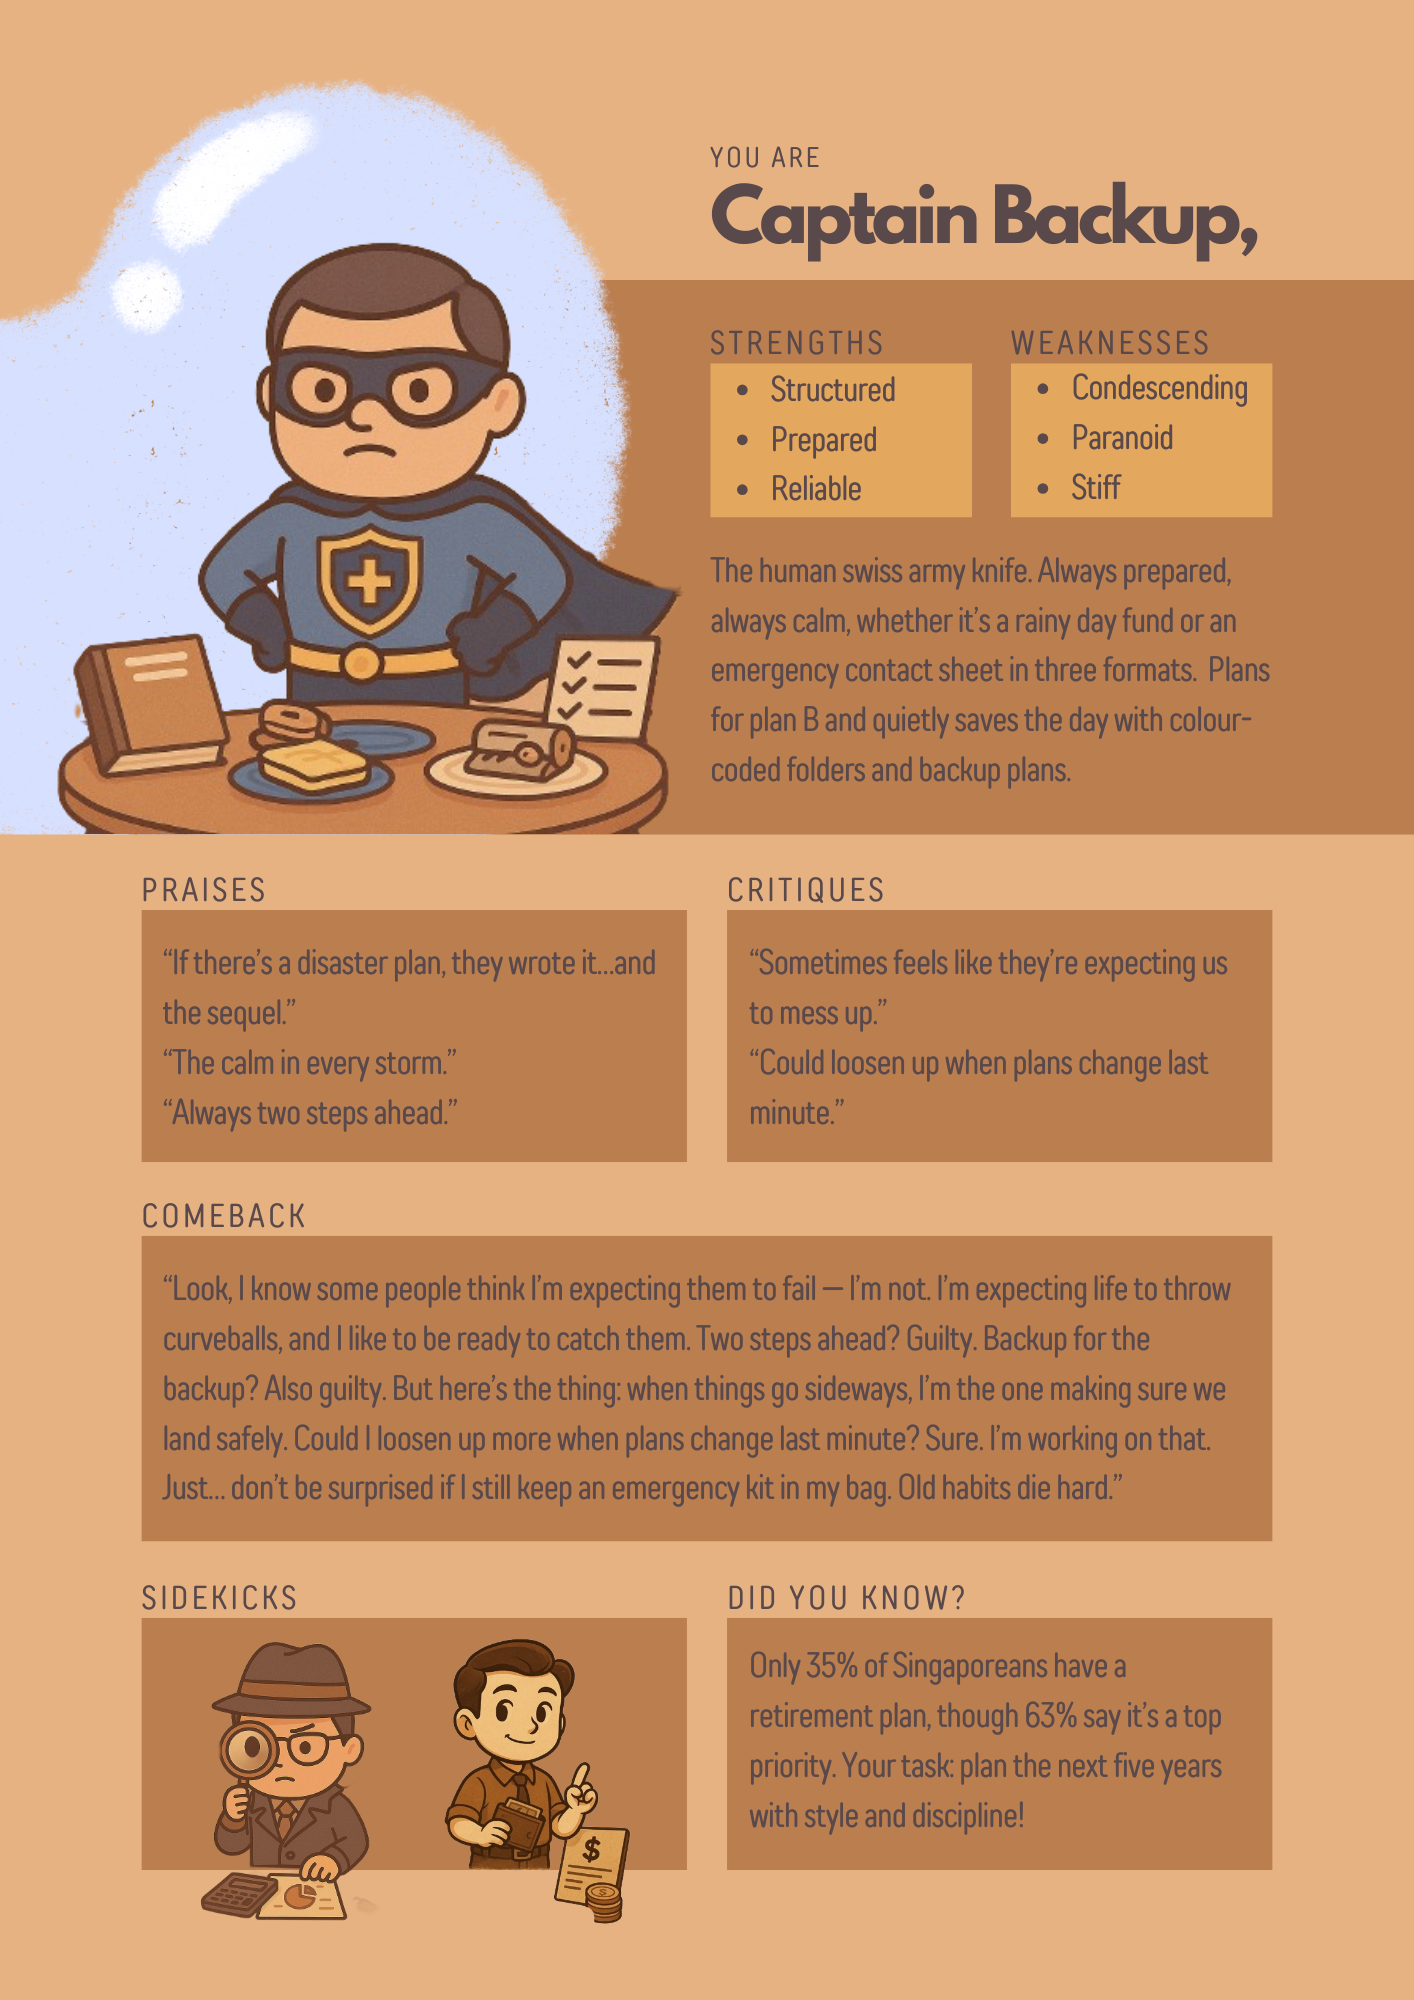 YOU ARE
Captain Backup,
STRENGTHS
• Structured
• Prepared
• Reliable
WEAKNESSES
• Condescending
• Paranoid
• Stiff
The human swiss army knife. Always prepared,
always calm, whether it's a rainy day fund or an
emergency contact sheet in three formats.  Plans
for plan B and quietly saves the day with colour-
coded folders and backup plans.
PRAISES
“If there’s a disaster plan, they wrote it...and
the sequel.”
“The calm in every storm.”
“Always two steps ahead.”
CRITIQUES
“Sometimes feels like they’re expecting us
to mess up.”
“Could loosen up when plans change last
minute.”
COMEBACK
“Look, I know some people think I’m expecting them to fail — I’m not. I’m expecting life to throw
curveballs, and I like to be ready to catch them. Two steps ahead? Guilty. Backup for the
backup? Also guilty. But here’s the thing: when things go sideways, I’m the one making sure we
land safely. Could I loosen up more when plans change last minute? Sure. I’m working on that.
Just... don’t be surprised if I still keep an emergency kit in my bag. Old habits die hard.”
SIDEKICKS
$
DID YOU KNOW?
Only 35% of Singaporeans have a
retirement plan, though 63% say it’s a top
priority. Your task: plan the next five years
with style and discipline!